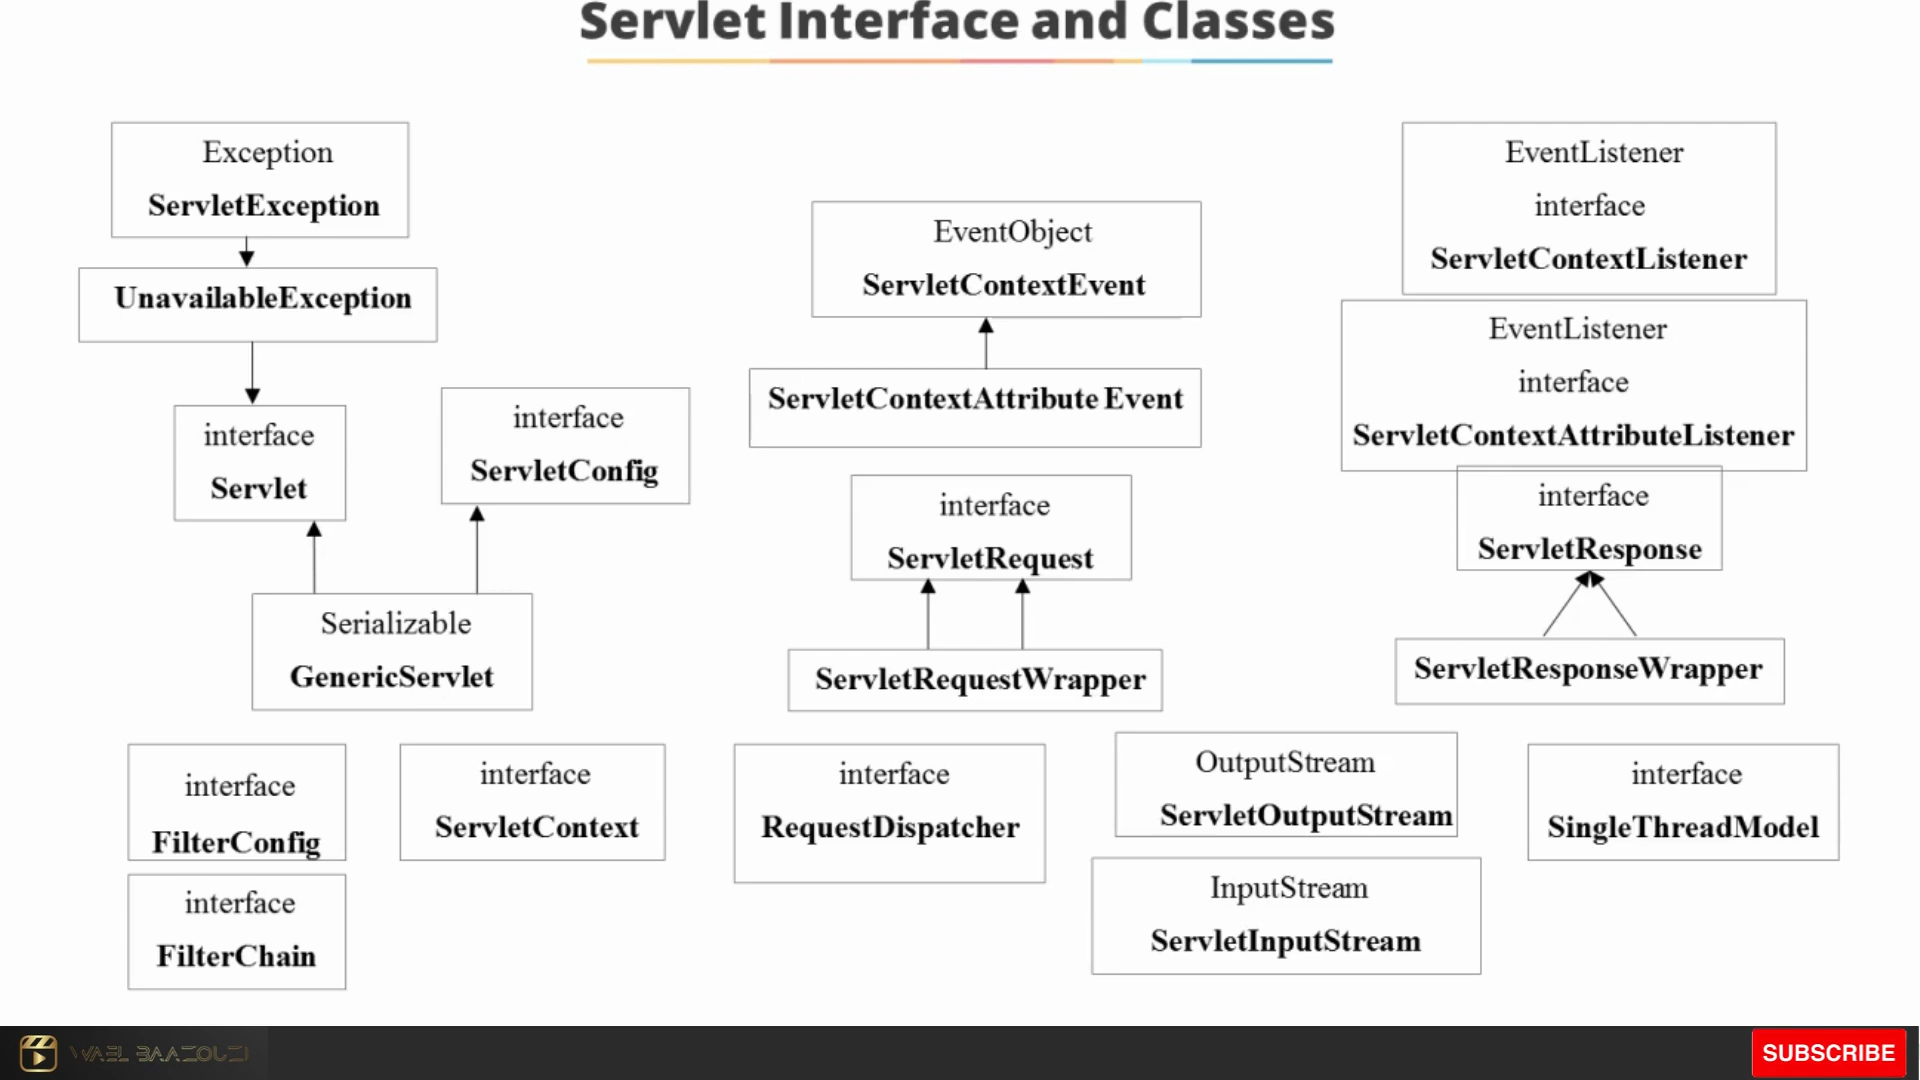 Servlet Interface and Classes
Exception
ServletException
UnavailableException
interface
Servlet
interface
ServletConfig
Serializable
GenericServlet
EventObject
ServletContextEvent
ServletContextAttribute Event
interface
ServletRequest
ServletRequestWrapper
EventListener
interface
ServletContextListener
EventListener
interface
ServletContextAttributeListener
interface
ServletResponse
ServletResponseWrapper
interface
FilterConfig
interface
ServletContext
interface
RequestDispatcher
OutputStream
ServletOutputStream
interface
SingleThreadModel
interface
FilterChain
InputStream
ServletInputStream
WAEL BAAZOUZI
SUBSCRIBE